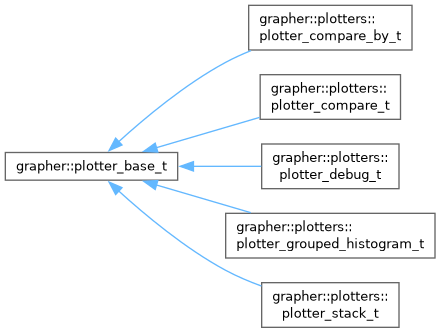 grapher::plotters::
plotter_compare_by_t
grapher::plotters::
plotter_compare_t
grapher::plotter_base_t
grapher::plotters::
plotter_debug_t
grapher::plotters::
plotter_grouped_histogram_t
grapher::plotters::
plotter_stack_t